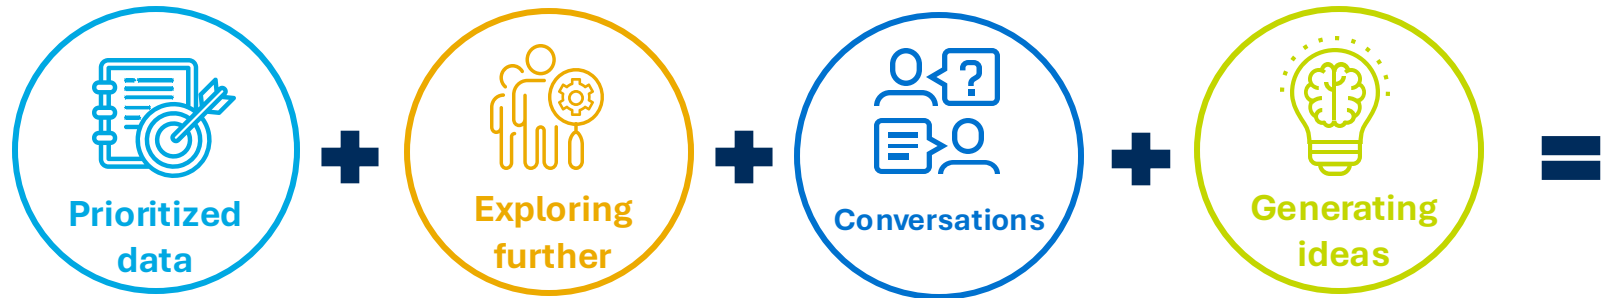 Prioritized
data
+
Exploring
further
+
?
Conversations
+
Generating
ideas
=